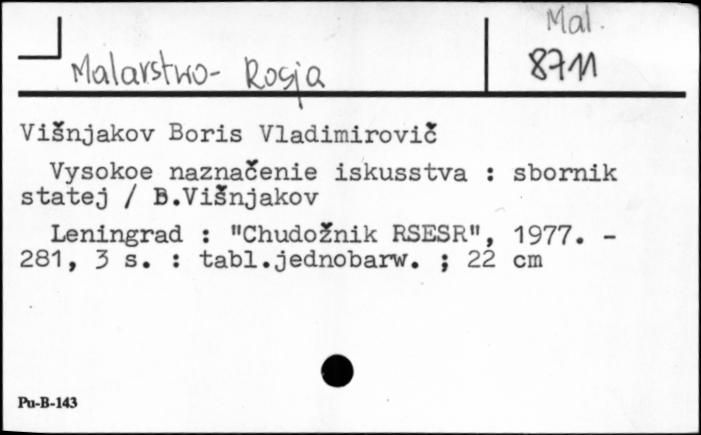 Mal.
Malarstwo- Rosja
8711
Višnjakov Boris Vladimirovič
Vysokoe naznačenie iskusstva : sbornik
statej / B.Višnjakov
Leningrad : "Chudožnik RSESR", 1977. -
281, 3 s. : tabl.jednobarw. ; 22 cm
Pu-B-143